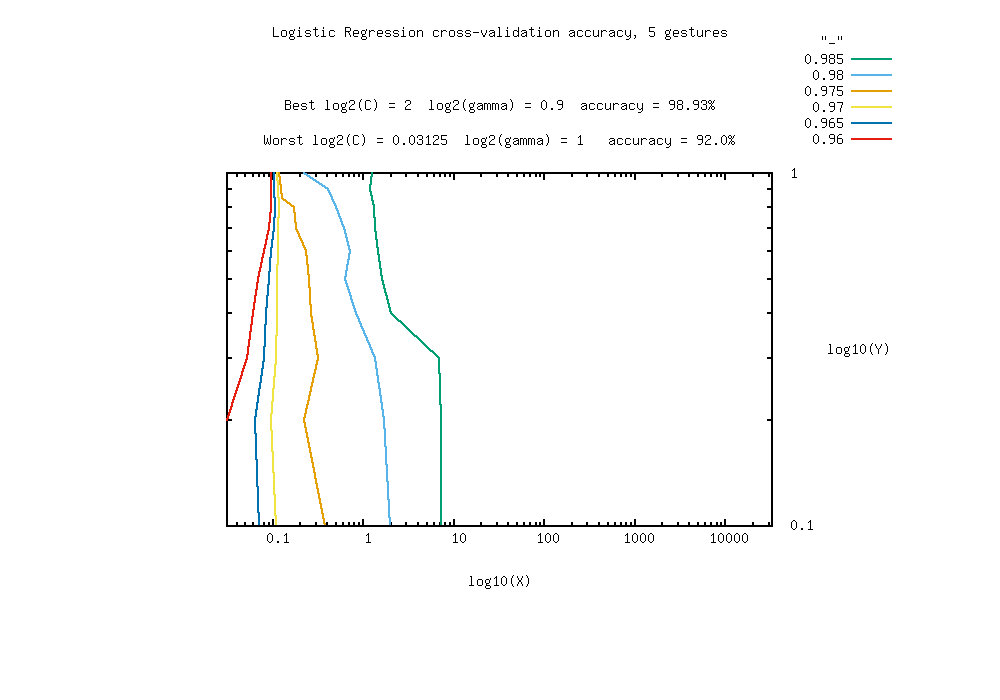 Logistic Regression cross-validation accuracy, 5 gestures
"_"
0.985
0.98
0.975
0.97
0.965
0.96
Best log2(C) = 2 log2(gamma) = 0.9 accuracy = 98.93%
Worst log2(C) = 0.03125 log2(gamma) = 1 accuracy = 92.0%
1
log10(Y)
0.1
0.1 1 10 100 1000 10000
log10(X)